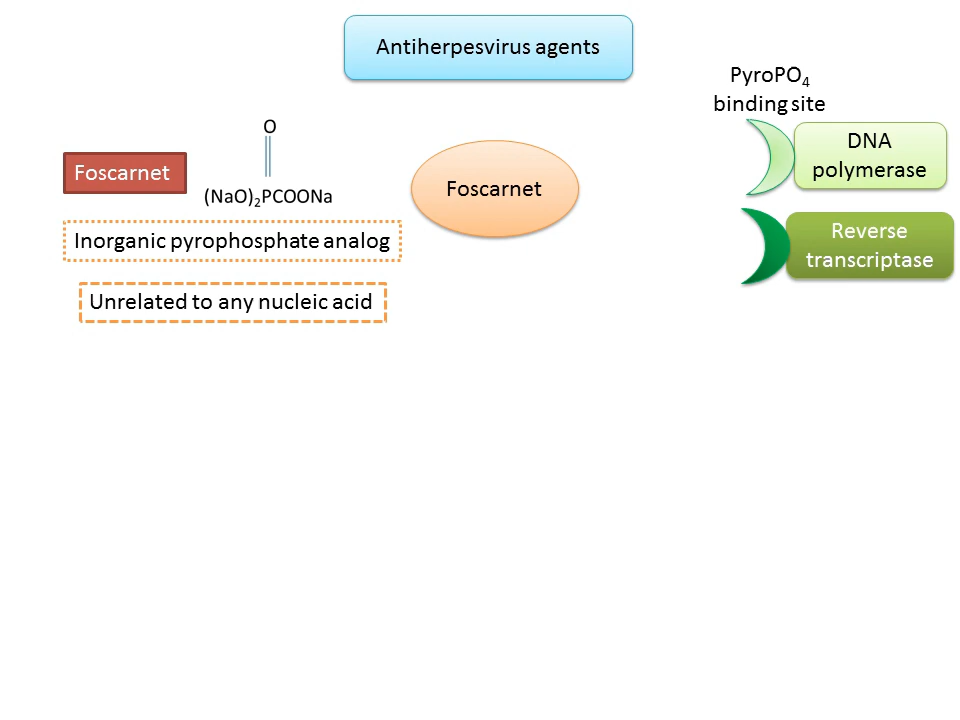 Antiherpesvirus agents
PyroPO₄
binding site
O
Foscarnet
(NaO)₂PCOONa
Foscarnet
DNA
polymerase
Inorganic pyrophosphate analog
Reverse
transcriptase
Unrelated to any nucleic acid